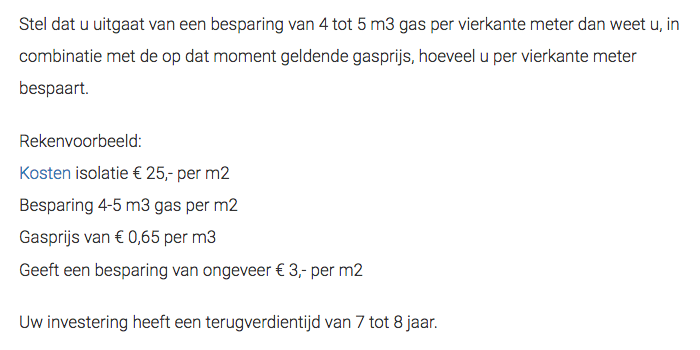 Stel dat u uitgaat van een besparing van 4 tot 5 m3 gas per vierkante meter dan weet u, in
combinatie met de op dat moment geldende gasprijs, hoeveel u per vierkante meter
bespaart.
Rekenvoorbeeld:
Kosten isolatie € 25,- per m2
Besparing 4-5 m3 gas per m2
Gasprijs van € 0,65 per m3
Geeft een besparing van ongeveer € 3,- per m2
Uw investering heeft een terugverdientijd van 7 tot 8 jaar.